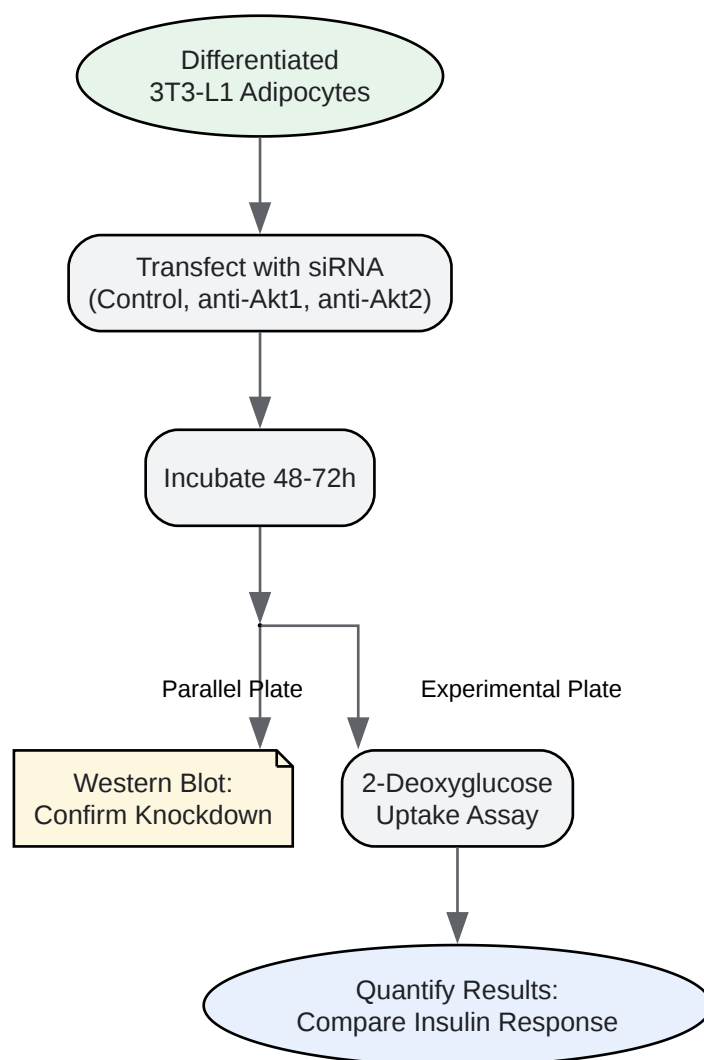 Differentiated
3T3-L1 Adipocytes
Transfect with siRNA
(Control, anti-Akt1, anti-Akt2)
Incubate 48-72h
Parallel Plate
Experimental Plate
Western Blot:
Confirm Knockdown
2-Deoxyglucose
Uptake Assay
Quantify Results:
Compare Insulin Response